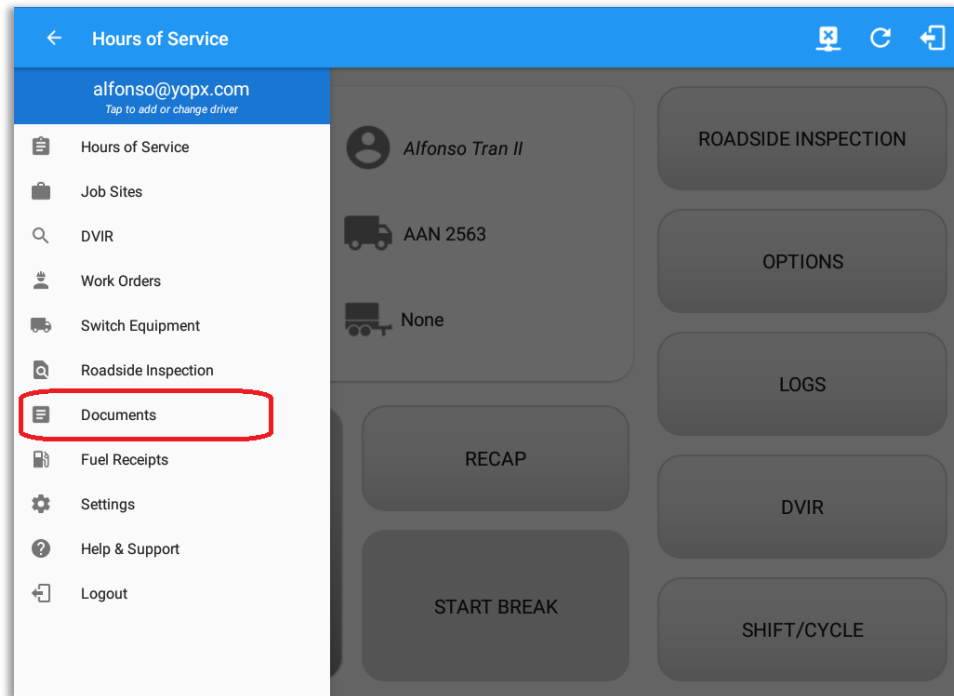 Hours of Service
alfonso@yopx.com
Tap to add or change driver
Hours of Service
Job Sites
DVIR
Work Orders
Switch Equipment
Roadside Inspection
Documents
Fuel Receipts
Settings
Help & Support
Logout
Alfonso Tran II
AAN 2563
None
RECAP
START BREAK
ROADSIDE INSPECTION
OPTIONS
LOGS
DVIR
SHIFT/CYCLE